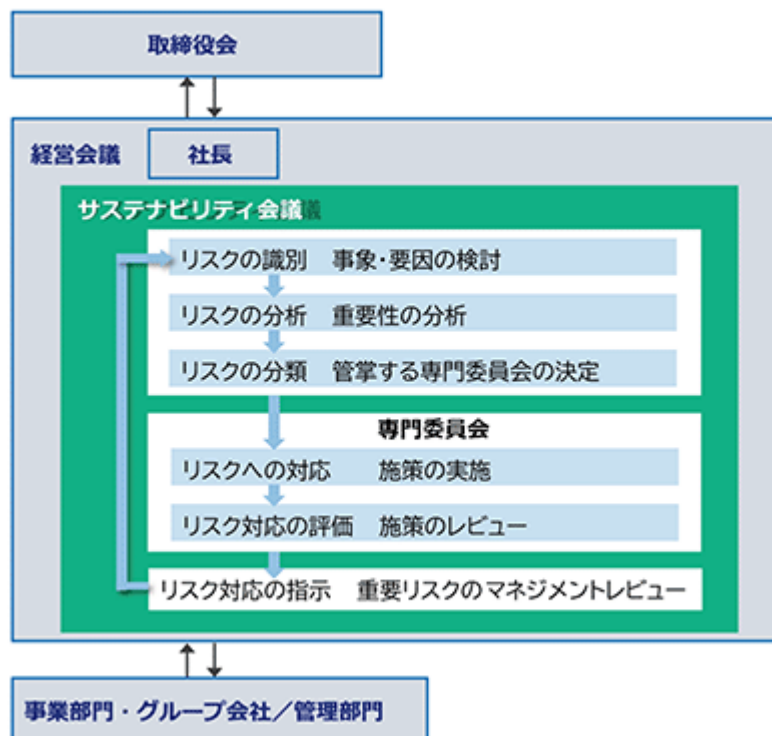 取締役会
経営会議 社長
サステナビリティ会議
リスクの識別 事象・要因の検討
リスクの分析 重要性の分析
リスクの分類 管掌する専門委員会の決定
専門委員会
リスクへの対応 施策の実施
リスク対応の評価 施策のレビュー
リスク対応の指示 重要リスクのマネジメントレビュー
事業部門・グループ会社／管理部門